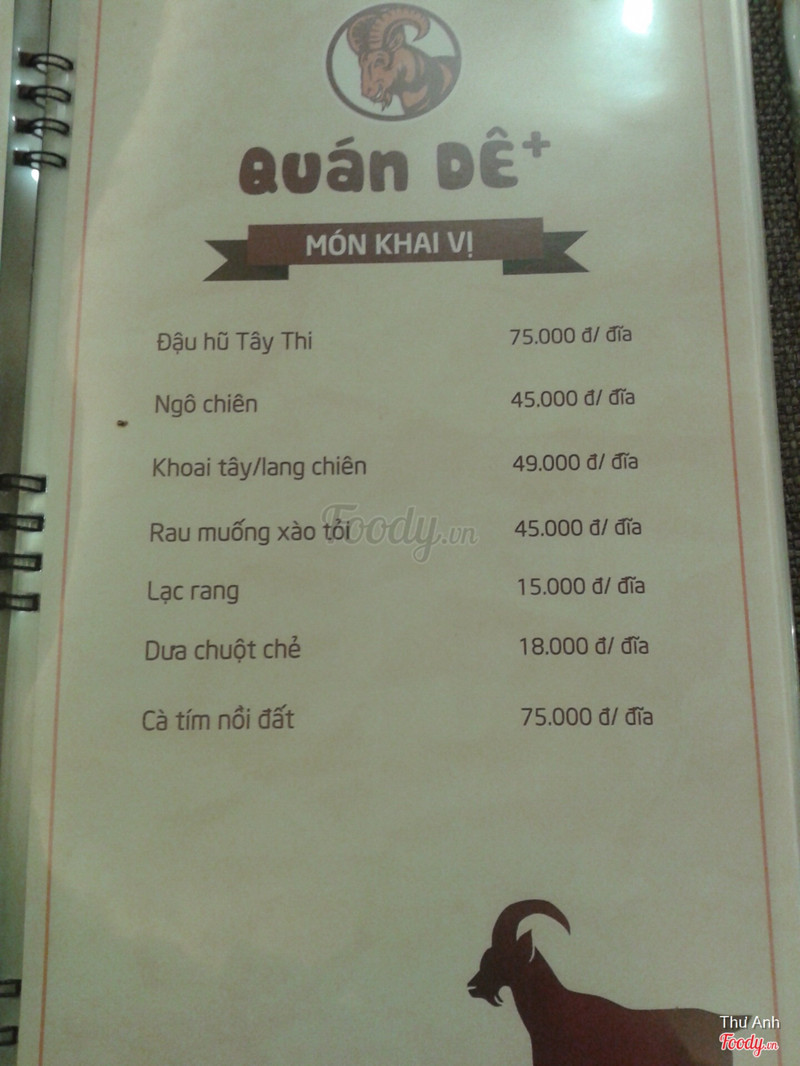 QUÁN DÊ+
MÓN KHAI VỊ
Đậu hũ Tây Thi 75.000 đ/ đĩa
Ngô chiên 45.000 đ/ đĩa
Khoai tây/lang chiên 49.000 đ/ đĩa
Rau muống xào tỏi 45.000 đ/ đĩa
Foody.vn
Lạc rang 15.000 đ/ đĩa
Dưa chuột chẻ 18.000 đ/ đĩa
Cà tím nồi đất 75.000 đ/ đĩa
Thư Anh
Foody.vn